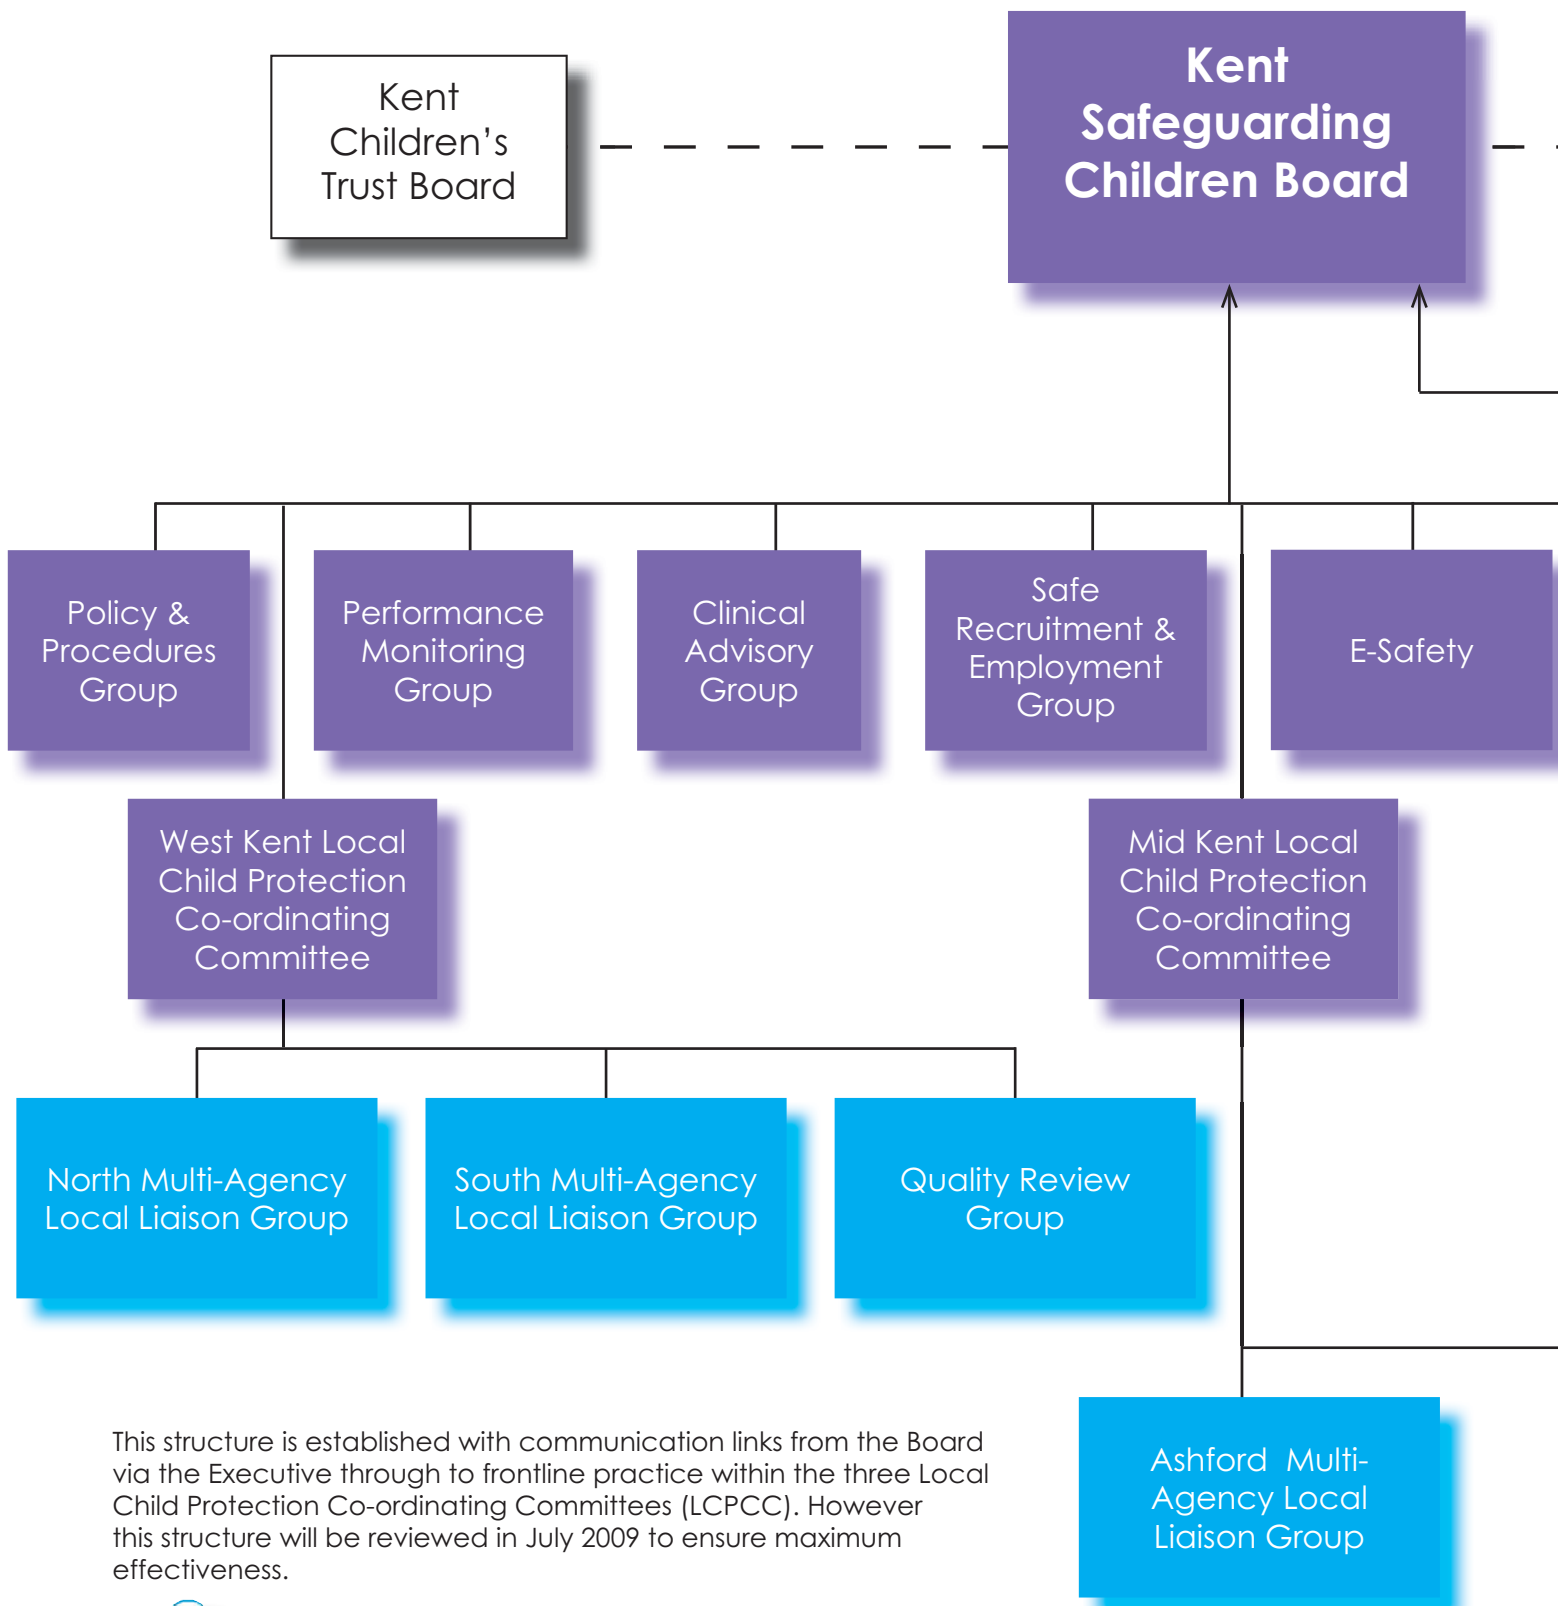 Kent
Children’s
Trust Board
Kent
Safeguarding
Children Board
Policy &
Procedures
Group
Performance
Monitoring
Group
Clinical
Advisory
Group
Safe
Recruitment &
Employment
Group
E-Safety
West Kent Local
Child Protection
Co-ordinating
Committee
Mid Kent Local
Child Protection
Co-ordinating
Committee
North Multi-Agency
Local Liaison Group
South Multi-Agency
Local Liaison Group
Quality Review
Group
Ashford Multi-
Agency Local
Liaison Group
This structure is established with communication links from the Board
via the Executive through to frontline practice within the three Local
Child Protection Co-ordinating Committees (LCPCC). However
this structure will be reviewed in July 2009 to ensure maximum
effectiveness.